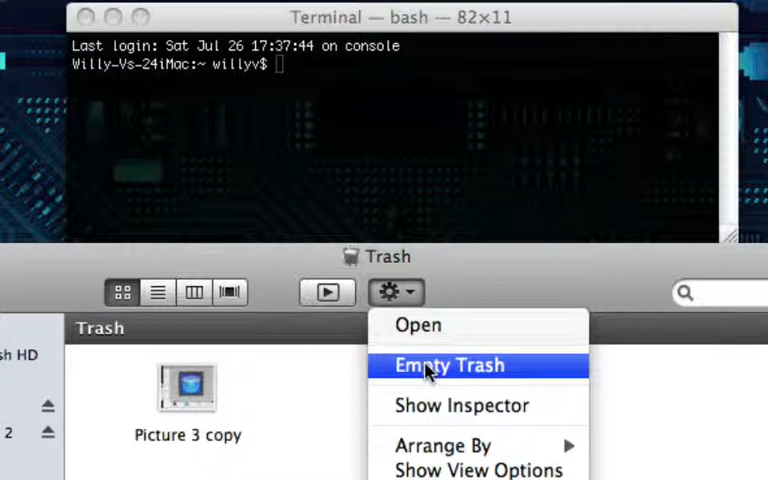 Terminal — bash — 82×11
Last login: Sat Jul 26 17:37:44 on console
Willy-Vs-24iMac:~ willyv$
Trash
Trash
Open
Empty Trash
Show Inspector
Arrange By
Show View Options
sh HD
2
Picture 3 copy